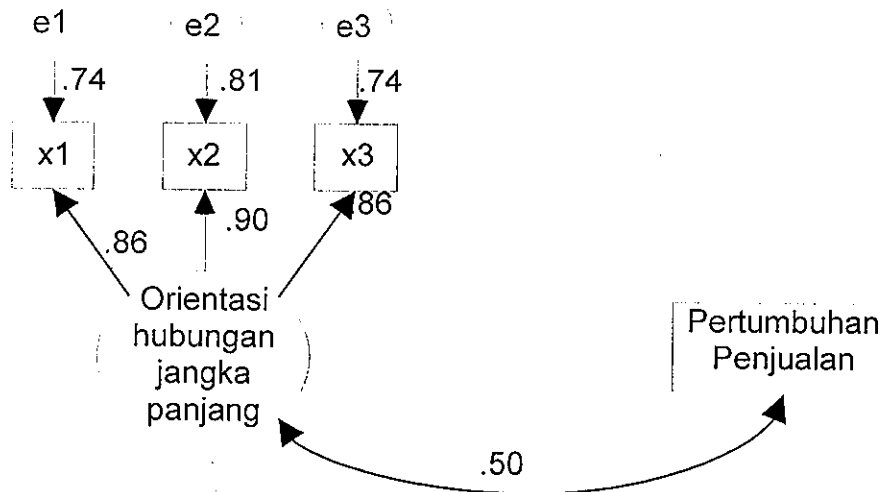 e1 e2 e3
.74 .81 .74
x1 x2 x3
.86 .90 .86
Orientasi
hubungan
jangka
panjang
Pertumbuhan
Penjualan
.50